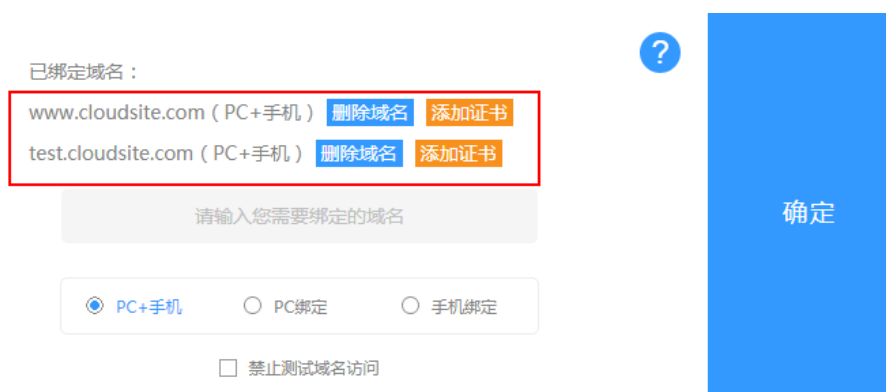 ?
已绑定域名：
www.cloudsite.com（PC+手机） 删除域名 添加证书
test.cloudsite.com（PC+手机） 删除域名 添加证书
请输入您需要绑定的域名
确定
PC+手机 PC绑定 手机绑定
禁止测试域名访问